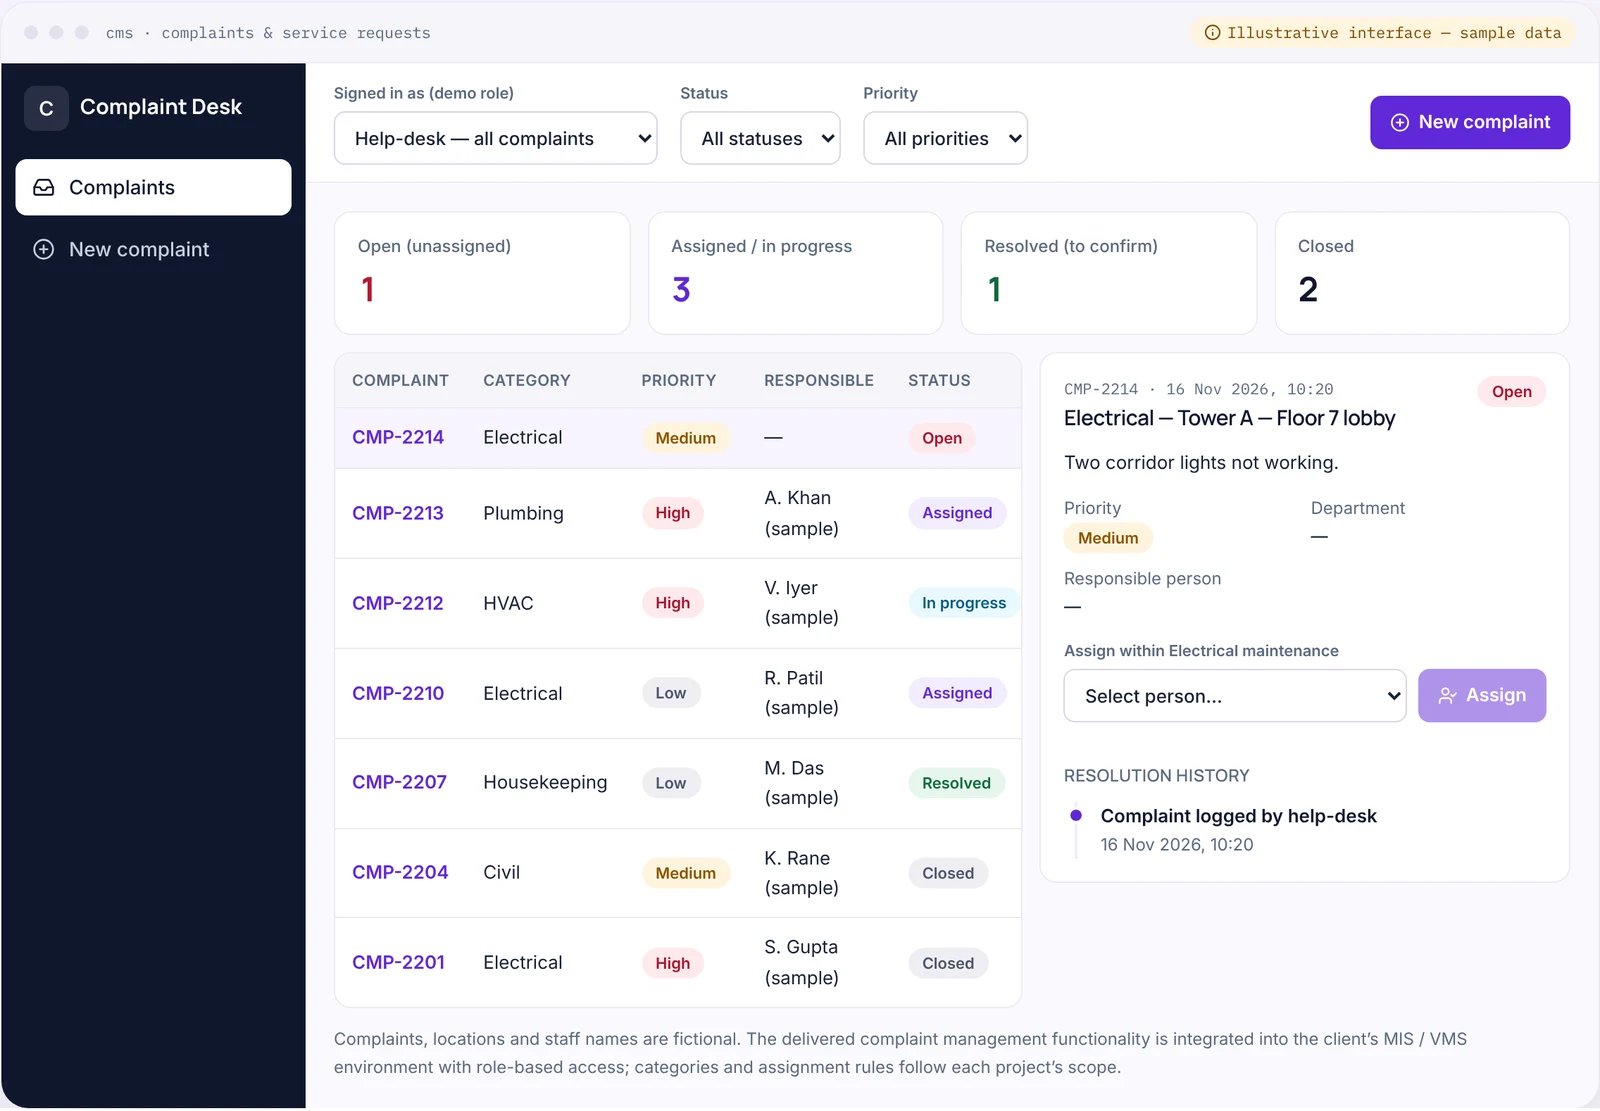 cms · complaints & service requests
Illustrative interface — sample data
C
Complaint Desk
Complaints
New complaint
Signed in as (demo role)
Status
Priority
Help-desk — all complaints
All statuses
All priorities
New complaint
Open (unassigned)
1
Assigned / in progress
3
Resolved (to confirm)
1
Closed
2
COMPLAINT CATEGORY PRIORITY RESPONSIBLE STATUS
CMP-2214 Electrical Medium — Open
CMP-2213 Plumbing High A. Khan (sample) Assigned
CMP-2212 HVAC High V. Iyer (sample) In progress
CMP-2210 Electrical Low R. Patil (sample) Assigned
CMP-2207 Housekeeping Low M. Das (sample) Resolved
CMP-2204 Civil Medium K. Rane (sample) Closed
CMP-2201 Electrical High S. Gupta (sample) Closed
CMP-2214 · 16 Nov 2026, 10:20
Open
Electrical — Tower A — Floor 7 lobby
Two corridor lights not working.
Priority
Medium
Department
—
Responsible person
—
Assign within Electrical maintenance
Select person...
Assign
RESOLUTION HISTORY
Complaint logged by help-desk
16 Nov 2026, 10:20
Complaints, locations and staff names are fictional. The delivered complaint management functionality is integrated into the client’s MIS / VMS
environment with role-based access; categories and assignment rules follow each project’s scope.